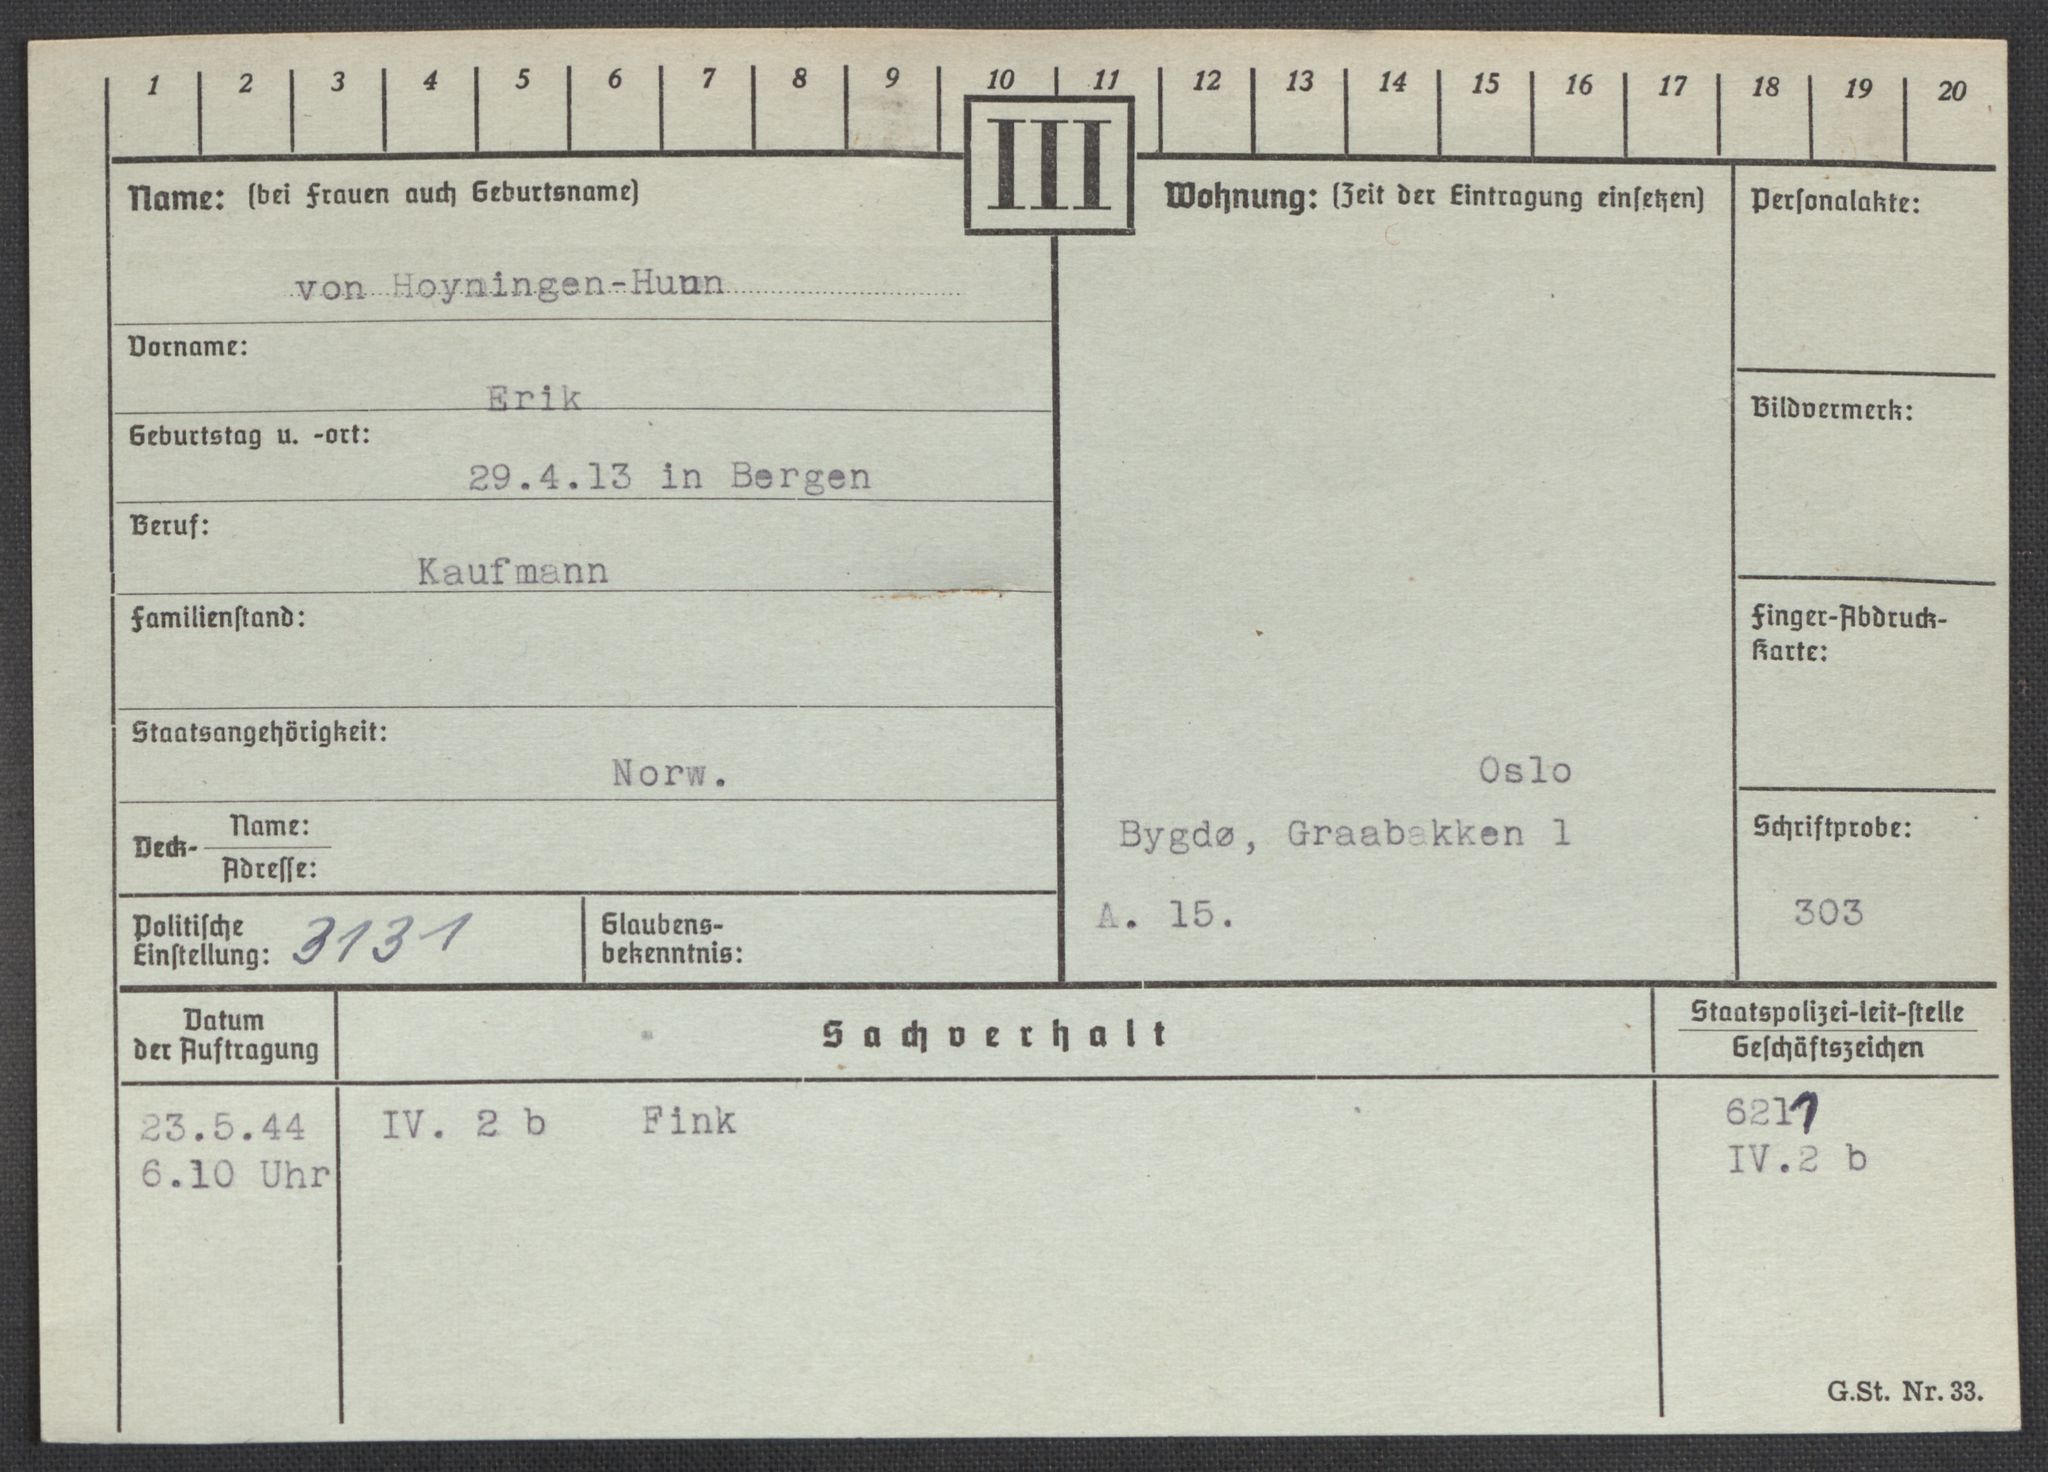 1 2 3 4 5 6 7 8 9 10 11 12 13 14 15 16 17 18 19 20
III
Name: (bei Frauen auch Geburtsname)
von Hoyningen-Huun
Vorname:
Erik
Geburtstag u. -ort:
29.4.13 in Bergen
Beruf:
Kaufmann
Familienstand:
Staatsangehörigkeit:
Norw.
Deck-
Name:
Adresse:
Politische
Einstellung: 3131
Glaubens-
bekenntnis:
Wohnung: (Zeit der Eintragung einsetzen)
Oslo
Bygdø, Graabakken 1
A. 15.
Personalakte:
Bildvermerk:
Finger-Abdruck-
Karte:
Schriftprobe:
303
Datum
der Auftragung
Sachverhalt
Staatspolizei-leit-stelle
Geschäftszeichen
23.5.44 IV. 2 b Fink 6211
6.10 Uhr IV.2 b
G.St. Nr. 33.